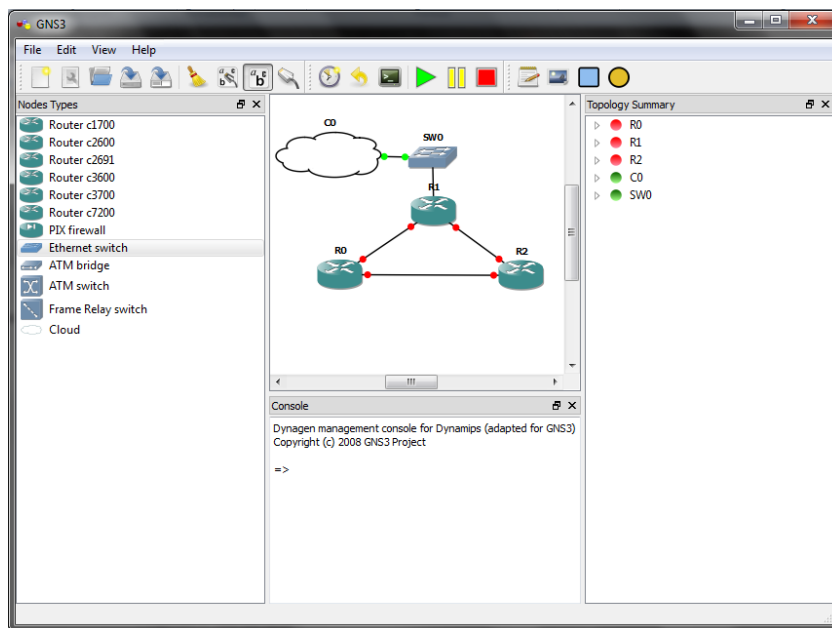 GNS3
File Edit View Help
Nodes Types
Router c1700
Router c2600
Router c2691
Router c3600
Router c3700
Router c7200
PIX firewall
Ethernet switch
ATM bridge
ATM switch
Frame Relay switch
Cloud
C0
SW0
R1
R0
R2
Topology Summary
R0
R1
R2
C0
SW0
Console
Dynagen management console for Dynamips (adapted for GNS3)
Copyright (c) 2008 GNS3 Project
=>